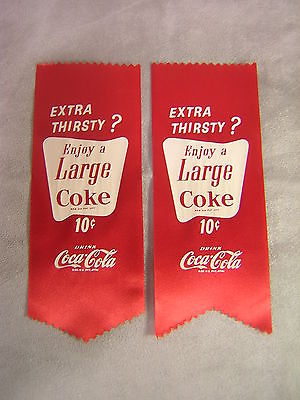 EXTRA
THIRSTY?
Enjoy a
Large
Coke
10¢
DRINK
Coca-Cola
EXTRA
THIRSTY?
Enjoy a
Large
Coke
10¢
DRINK
Coca-Cola